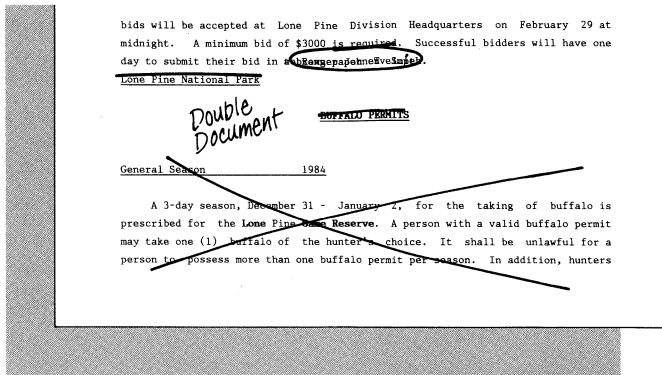 bids will be accepted at Lone Pine Division Headquarters on February 29 at
midnight. A minimum bid of $3000 is required. Successful bidders will have one
day to submit their bid in
Lone Pine National Park
Double
Document
BUFFALO PERMITS
General Season 1984
A 3-day season, December 31 - January 2, for the taking of buffalo is
prescribed for the Lone Pine Game Reserve. A person with a valid buffalo permit
may take one (1) buffalo of the hunter's choice. It shall be unlawful for a
person to possess more than one buffalo permit per season. In addition, hunters